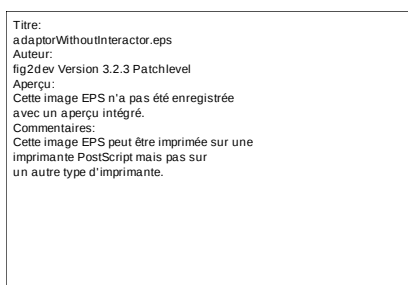 Titre:
adaptorWithoutInteractor.eps
Auteur:
fig2dev Version 3.2.3 Patchlevel
Aperçu:
Cette image EPS n'a pas été enregistrée
avec un aperçu intégré.
Commentaires:
Cette image EPS peut être imprimée sur une
imprimante PostScript mais pas sur
un autre type d'imprimante.